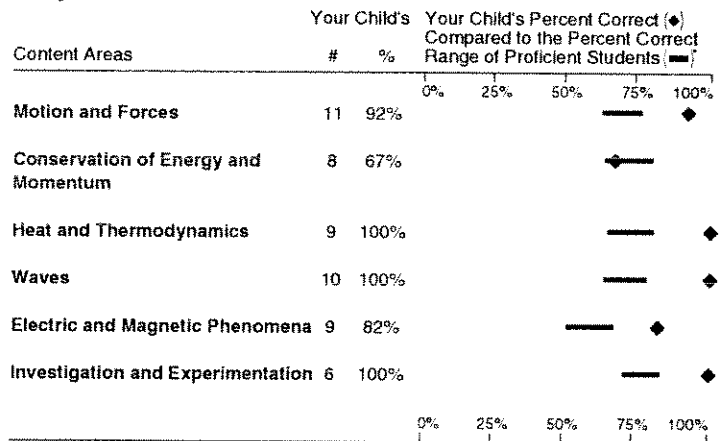 Your Child's Your Child's Percent Correct (◆)
Compared to the Percent Correct
Content Areas # % Range of Proficient Students (▬)*
0% 25% 50% 75% 100%
Motion and Forces 11 92%
Conservation of Energy and 8 67%
Momentum
Heat and Thermodynamics 9 100%
Waves 10 100%
Electric and Magnetic Phenomena 9 82%
Investigation and Experimentation 6 100%
0% 25% 50% 75% 100%